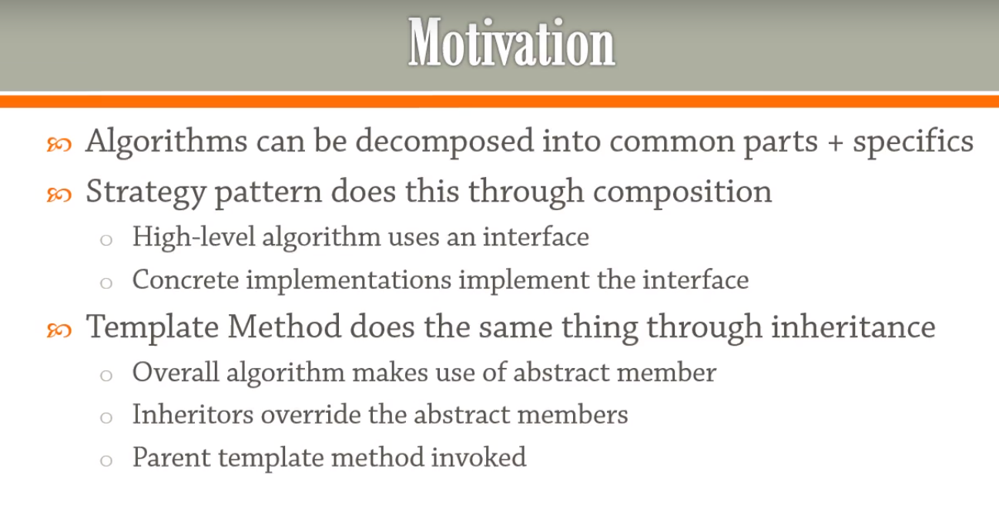 Motivation
Algorithms can be decomposed into common parts + specifics
Strategy pattern does this through composition
High-level algorithm uses an interface
Concrete implementations implement the interface
Template Method does the same thing through inheritance
Overall algorithm makes use of abstract member
Inheritors override the abstract members
Parent template method invoked